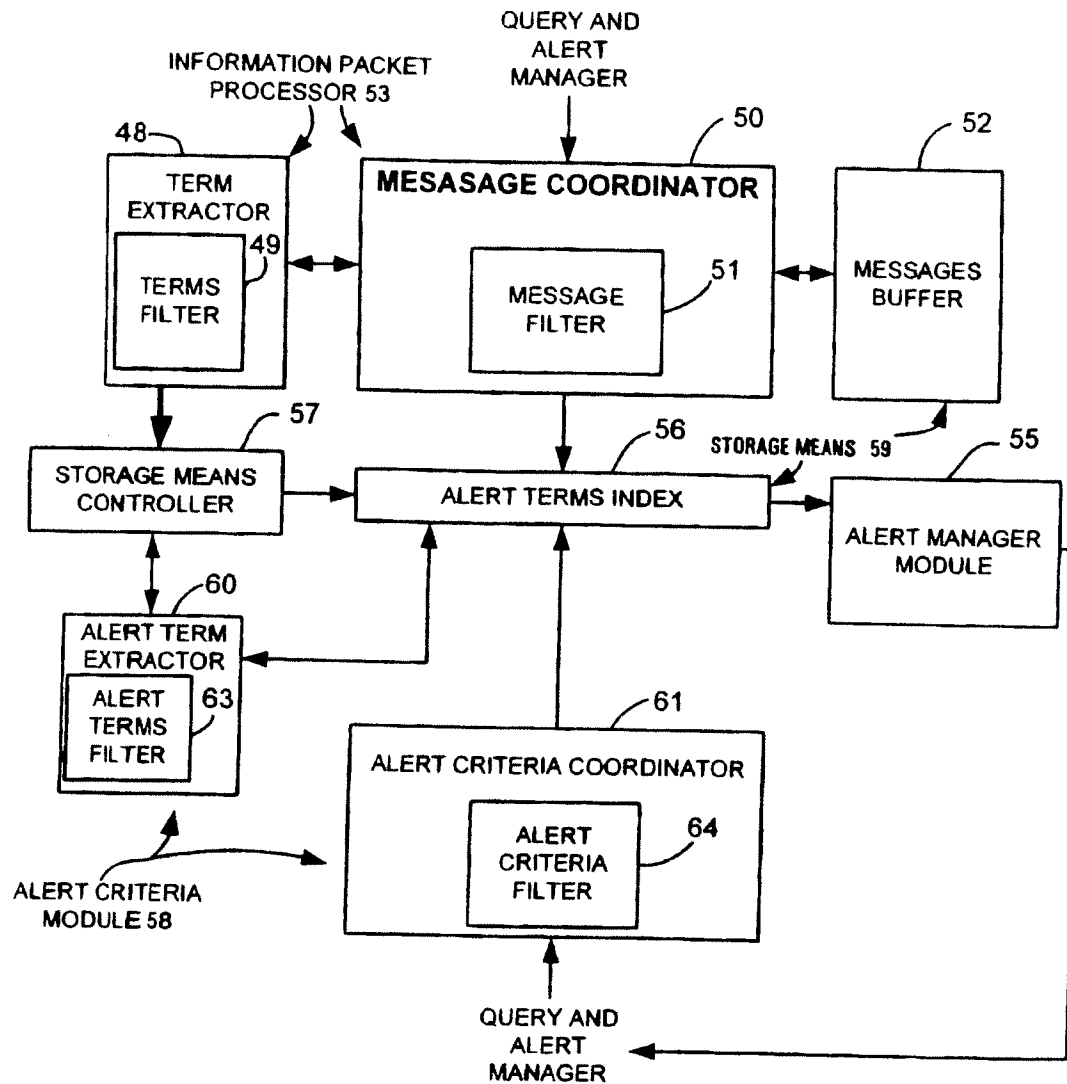 QUERY AND
ALERT
MANAGER
INFORMATION PACKET
PROCESSOR 53
48
TERM
EXTRACTOR
49
TERMS
FILTER
50
MESASAGE COORDINATOR
51
MESSAGE
FILTER
52
MESSAGES
BUFFER
57
STORAGE MEANS
CONTROLLER
56
ALERT TERMS INDEX
STORAGE MEANS 59
55
ALERT MANAGER
MODULE
60
ALERT TERM
EXTRACTOR
ALERT
TERMS
FILTER
63
61
ALERT CRITERIA COORDINATOR
ALERT
CRITERIA
FILTER
64
ALERT CRITERIA
MODULE 58
QUERY AND
ALERT
MANAGER